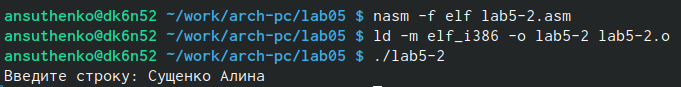 ansuthenko@dk6n52 ~/work/arch-pc/lab05 $ nasm -f elf lab5-2.asm
ansuthenko@dk6n52 ~/work/arch-pc/lab05 $ ld -m elf_i386 -o lab5-2 lab5-2.o
ansuthenko@dk6n52 ~/work/arch-pc/lab05 $ ./lab5-2
Введите строку: Сущенко Алина